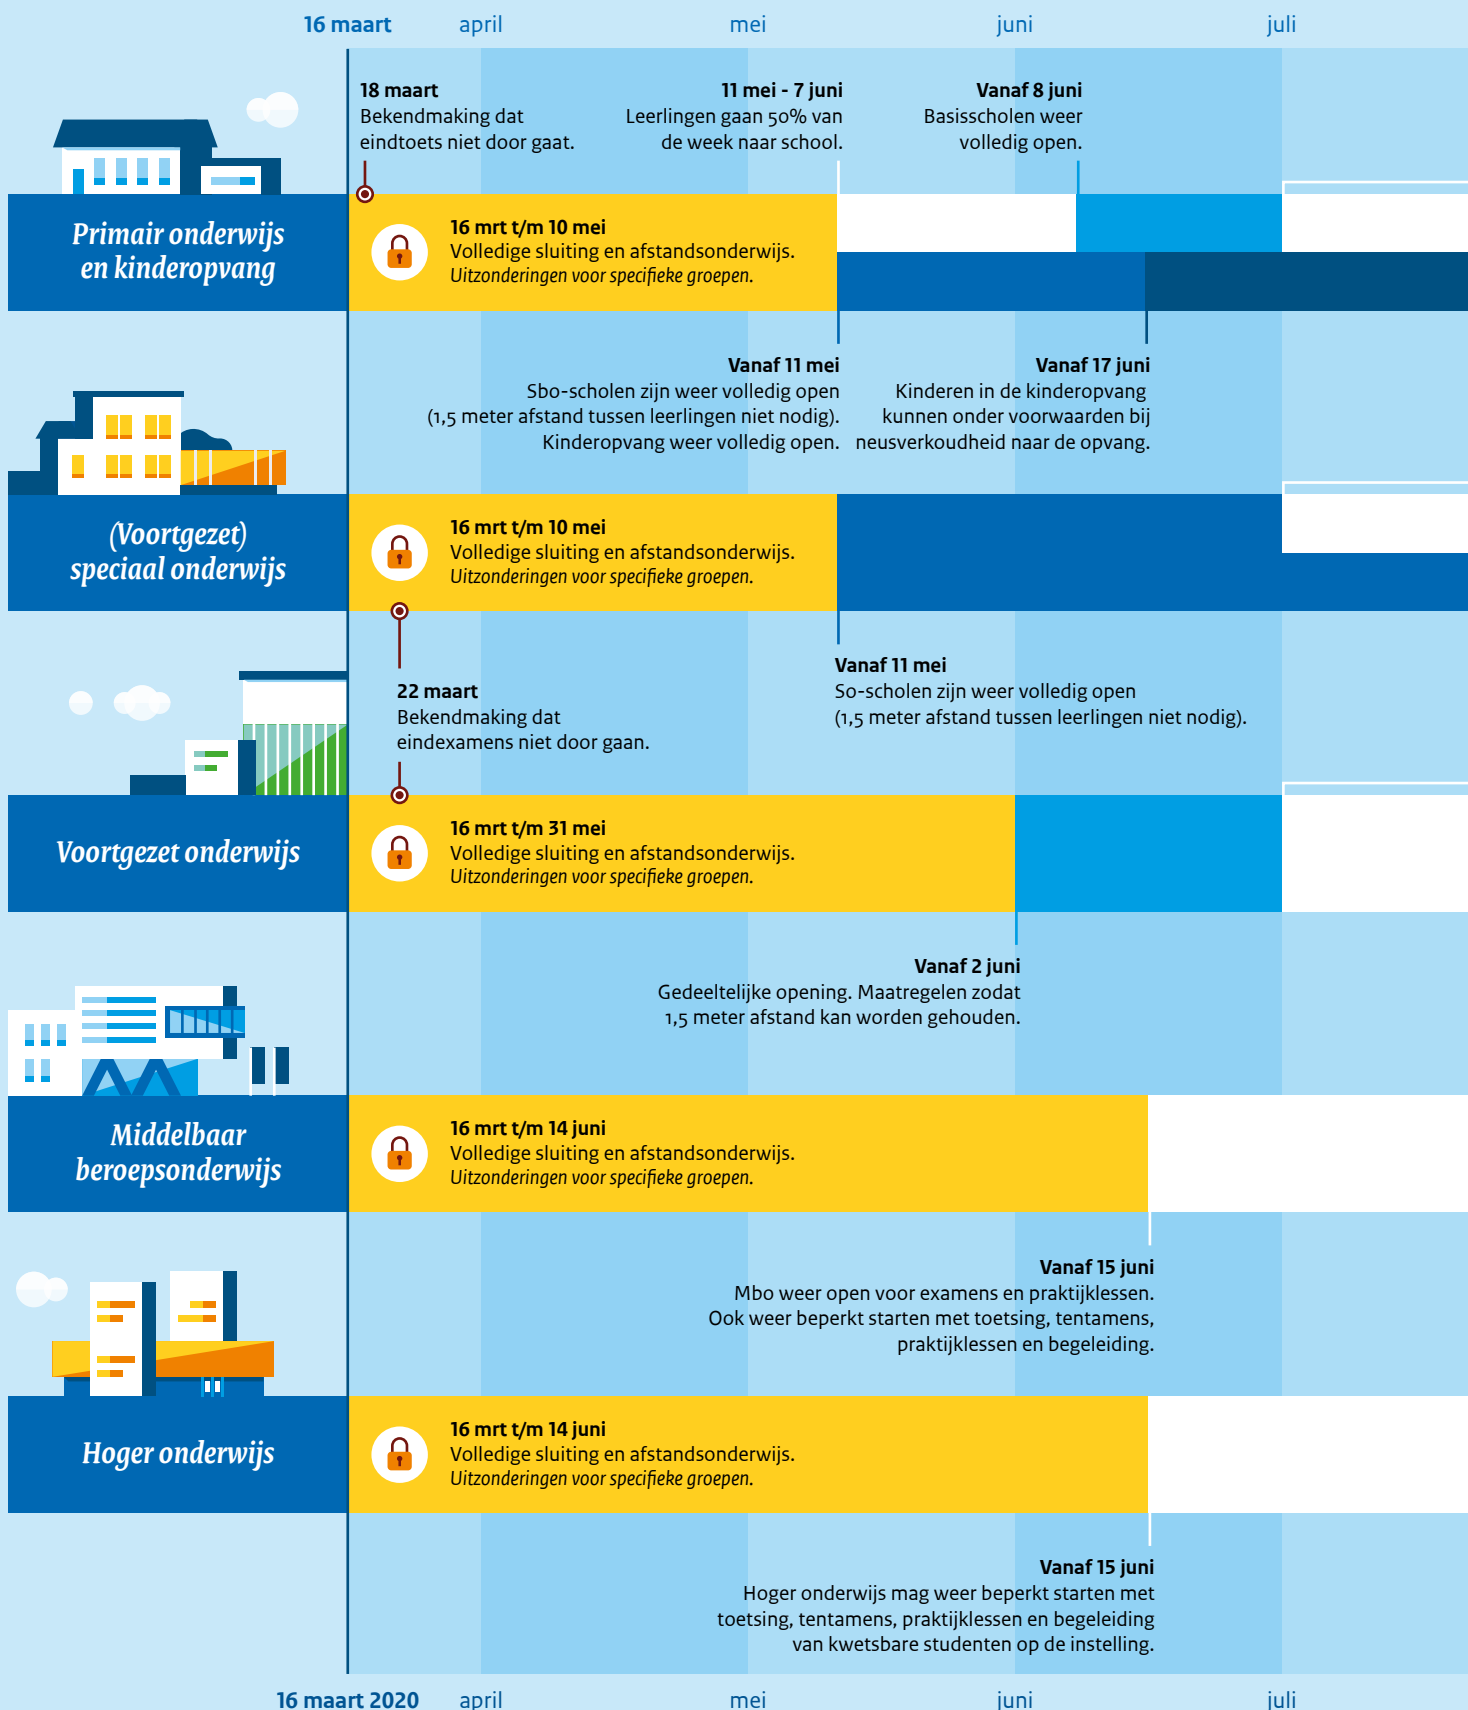 16 maart april mei juni juli
18 maart
Bekendmaking dat
eindtoets niet door gaat.
11 mei - 7 juni
Leerlingen gaan 50% van
de week naar school.
Vanaf 8 juni
Basisscholen weer
volledig open.
Primair onderwijs
en kinderopvang
16 mrt t/m 10 mei
Volledige sluiting en afstandsonderwijs.
Uitzonderingen voor specifieke groepen.
Vanaf 11 mei
Sbo-scholen zijn weer volledig open
(1,5 meter afstand tussen leerlingen niet nodig).
Kinderopvang weer volledig open.
Vanaf 17 juni
Kinderen in de kinderopvang
kunnen onder voorwaarden bij
neusverkoudheid naar de opvang.
(Voortgezet)
speciaal onderwijs
16 mrt t/m 10 mei
Volledige sluiting en afstandsonderwijs.
Uitzonderingen voor specifieke groepen.
22 maart
Bekendmaking dat
eindexamens niet door gaan.
Vanaf 11 mei
So-scholen zijn weer volledig open
(1,5 meter afstand tussen leerlingen niet nodig).
Voortgezet onderwijs
16 mrt t/m 31 mei
Volledige sluiting en afstandsonderwijs.
Uitzonderingen voor specifieke groepen.
Vanaf 2 juni
Gedeeltelijke opening. Maatregelen zodat
1,5 meter afstand kan worden gehouden.
Middelbaar
beroepsonderwijs
16 mrt t/m 14 juni
Volledige sluiting en afstandsonderwijs.
Uitzonderingen voor specifieke groepen.
Vanaf 15 juni
Mbo weer open voor examens en praktijklessen.
Ook weer beperkt starten met toetsing, tentamens,
praktijklessen en begeleiding.
Hoger onderwijs
16 mrt t/m 14 juni
Volledige sluiting en afstandsonderwijs.
Uitzonderingen voor specifieke groepen.
Vanaf 15 juni
Hoger onderwijs mag weer beperkt starten met
toetsing, tentamens, praktijklessen en begeleiding
van kwetsbare studenten op de instelling.
16 maart 2020 april mei juni juli